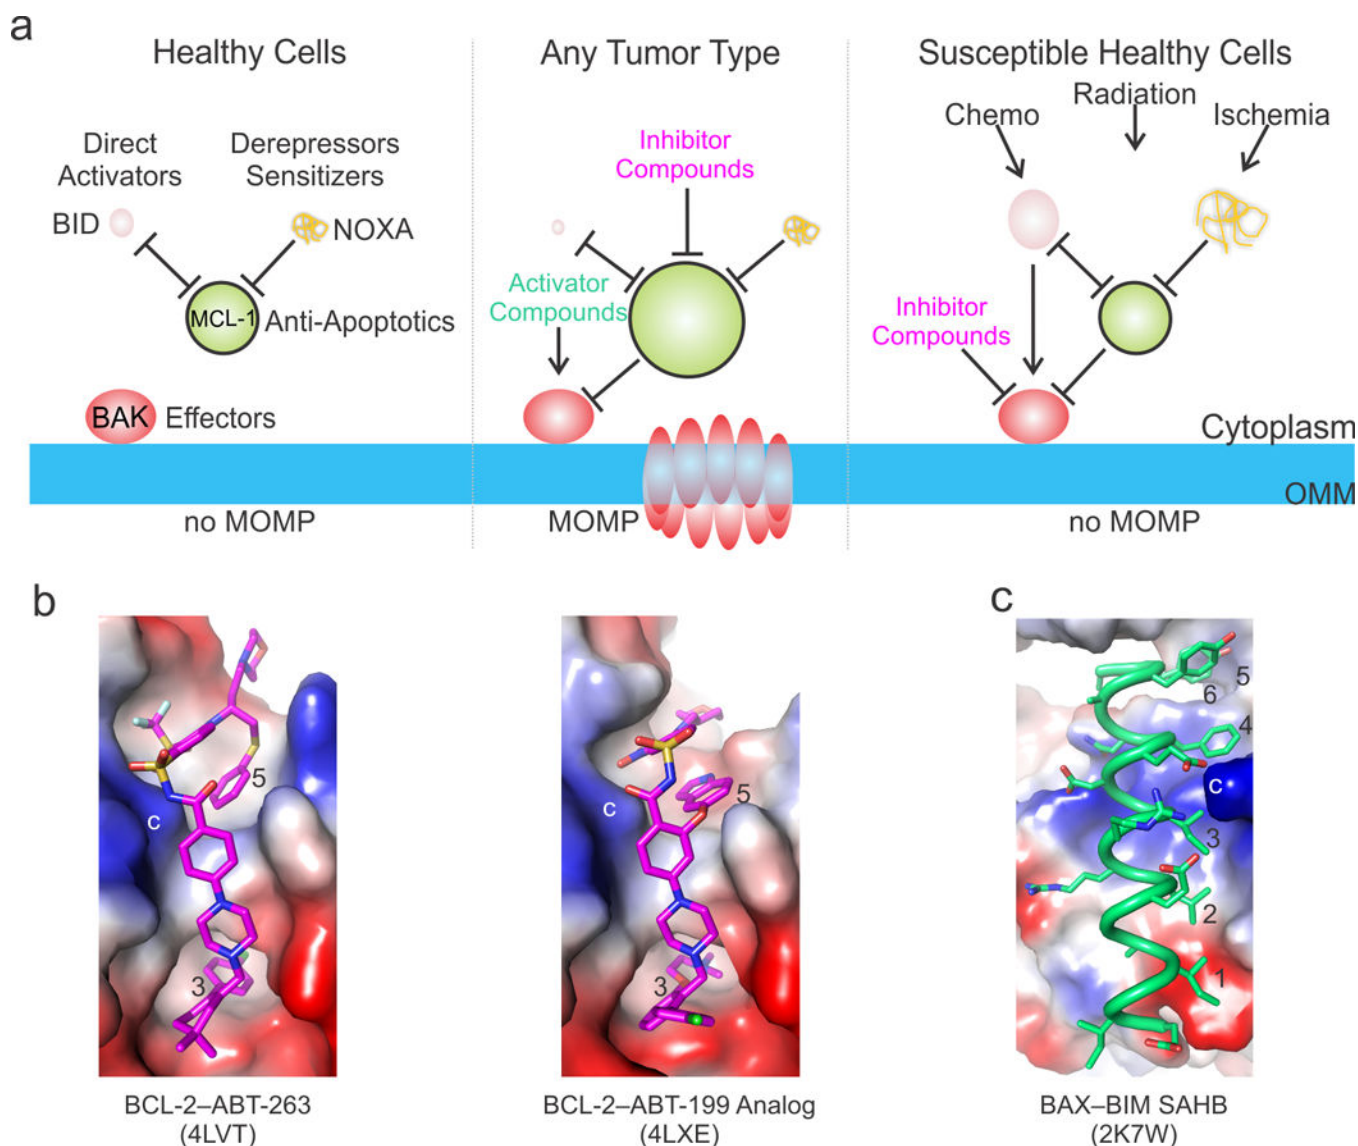 a
Healthy Cells
Any Tumor Type
Susceptible Healthy Cells
Direct
Activators
Derepressors
Sensitizers
BID
NOXA
MCL-1
Anti-Apoptotics
BAK
Effectors
no MOMP
Inhibitor
Compounds
Activator
Compounds
MOMP
Chemo
Radiation
Ischemia
Inhibitor
Compounds
Cytoplasm
OMM
no MOMP
b
5
c
3
BCL-2–ABT-263
(4LVT)
5
c
3
BCL-2–ABT-199 Analog
(4LXE)
c
5
6
4
c
3
2
1
BAX–BIM SAHB
(2K7W)